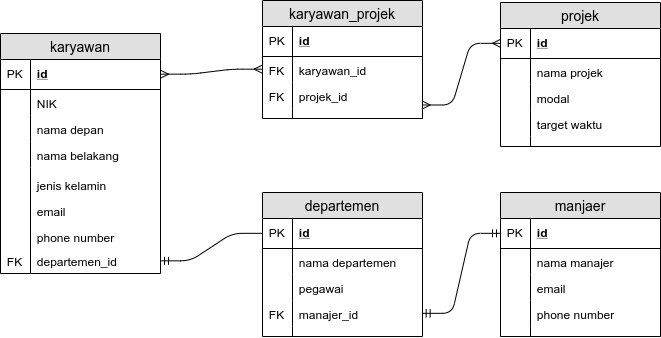 karyawan
PK id
NIK
nama depan
nama belakang
jenis kelamin
email
phone number
FK departemen_id
karyawan_projek
PK id
FK karyawan_id
FK projek_id
projek
PK id
nama projek
modal
target waktu
departemen
PK id
nama departemen
pegawai
FK manajer_id
manjaer
PK id
nama manajer
email
phone number